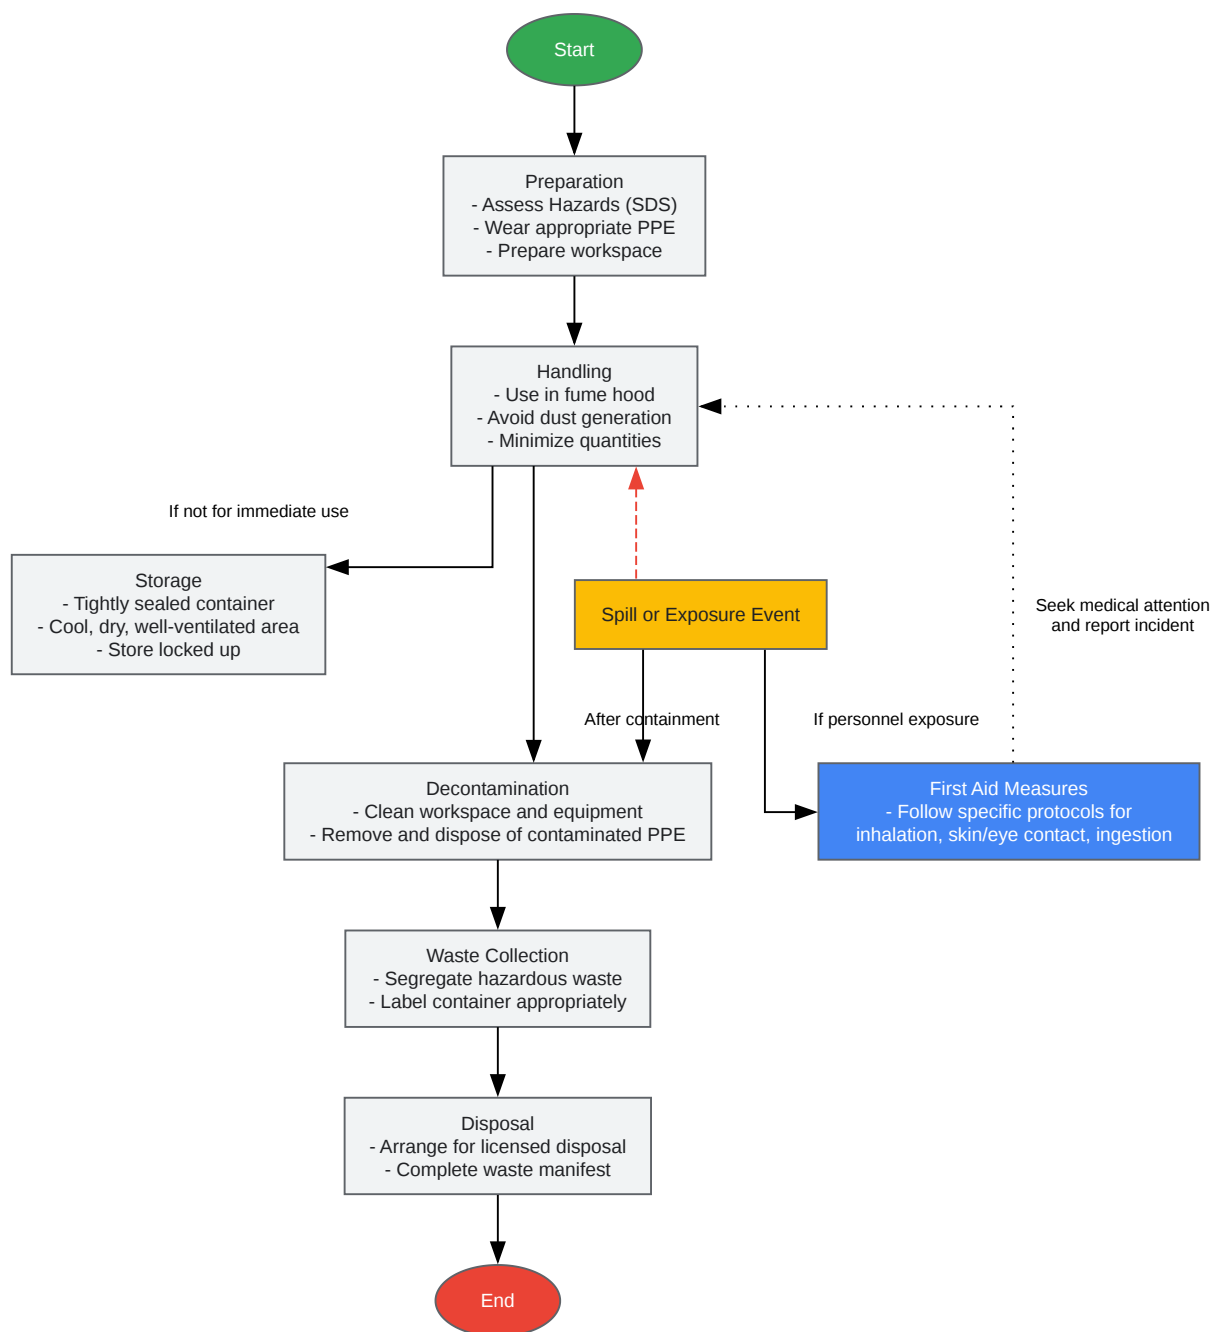 Start
Preparation
- Assess Hazards (SDS)
- Wear appropriate PPE
- Prepare workspace
Handling
- Use in fume hood
- Avoid dust generation
- Minimize quantities
If not for immediate use
Storage
- Tightly sealed container
- Cool, dry, well-ventilated area
- Store locked up
Spill or Exposure Event
Seek medical attention
and report incident
After containment
If personnel exposure
Decontamination
- Clean workspace and equipment
- Remove and dispose of contaminated PPE
First Aid Measures
- Follow specific protocols for
inhalation, skin/eye contact, ingestion
Waste Collection
- Segregate hazardous waste
- Label container appropriately
Disposal
- Arrange for licensed disposal
- Complete waste manifest
End